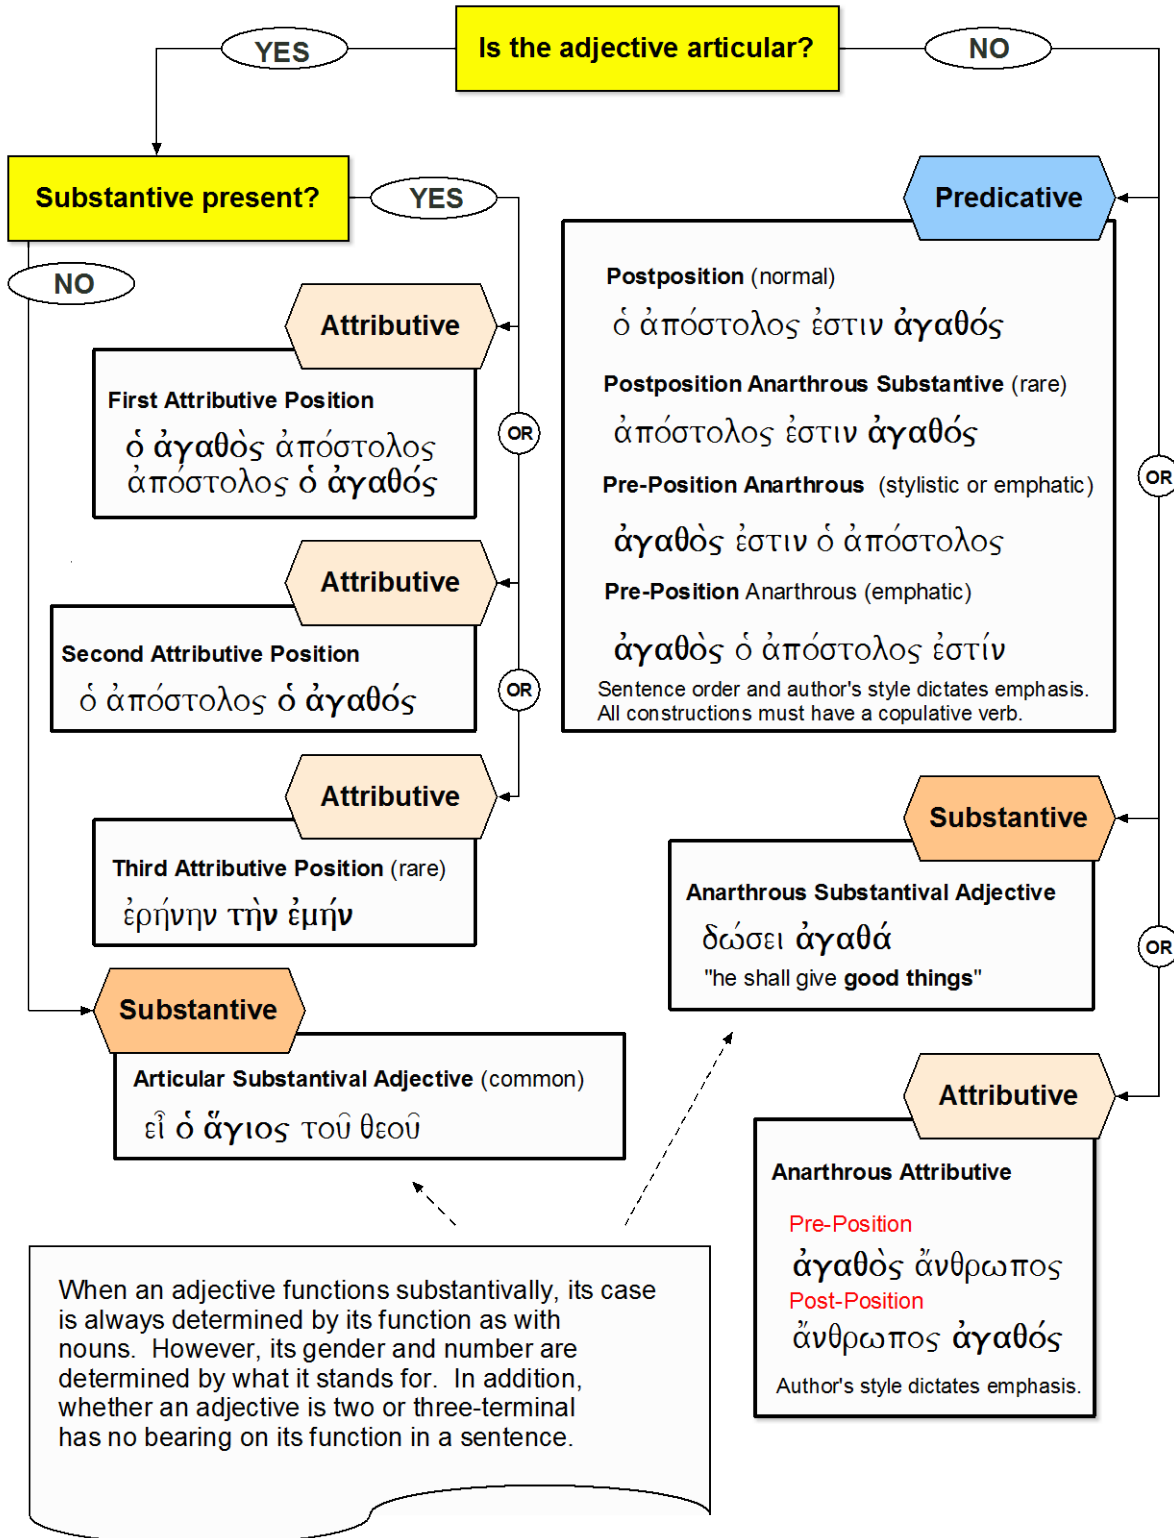 Is the adjective articular?
YES
NO
Substantive present?
YES
NO
Predicative
Postposition (normal)
ὁ ἀπόστολος ἐστιν ἀγαθός
Postposition Anarthrous Substantive (rare)
ἀπόστολος ἐστιν ἀγαθός
Pre-Position Anarthrous (stylistic or emphatic)
ἀγαθὸς ἐστιν ὁ ἀπόστολος
Pre-Position Anarthrous (emphatic)
ἀγαθὸς ὁ ἀπόστολος ἐστίν
Sentence order and author's style dictates emphasis.
All constructions must have a copulative verb.
Attributive
First Attributive Position
ὁ ἀγαθὸς ἀπόστολος
ἀπόστολος ὁ ἀγαθός
OR
OR
Attributive
Second Attributive Position
ὁ ἀπόστολος ὁ ἀγαθός
OR
Attributive
Third Attributive Position (rare)
ἐρήνην τὴν ἐμήν
Substantive
Anarthrous Substantival Adjective
δώσει ἀγαθά
"he shall give good things"
OR
Substantive
Articular Substantival Adjective (common)
εἶ ὁ ἅγιος τοῦ θεοῦ
Attributive
Anarthrous Attributive
Pre-Position
ἀγαθὸς ἄνθρωπος
Post-Position
ἄνθρωπος ἀγαθός
Author's style dictates emphasis.
When an adjective functions substantivally, its case
is always determined by its function as with
nouns. However, its gender and number are
determined by what it stands for. In addition,
whether an adjective is two or three-terminal
has no bearing on its function in a sentence.